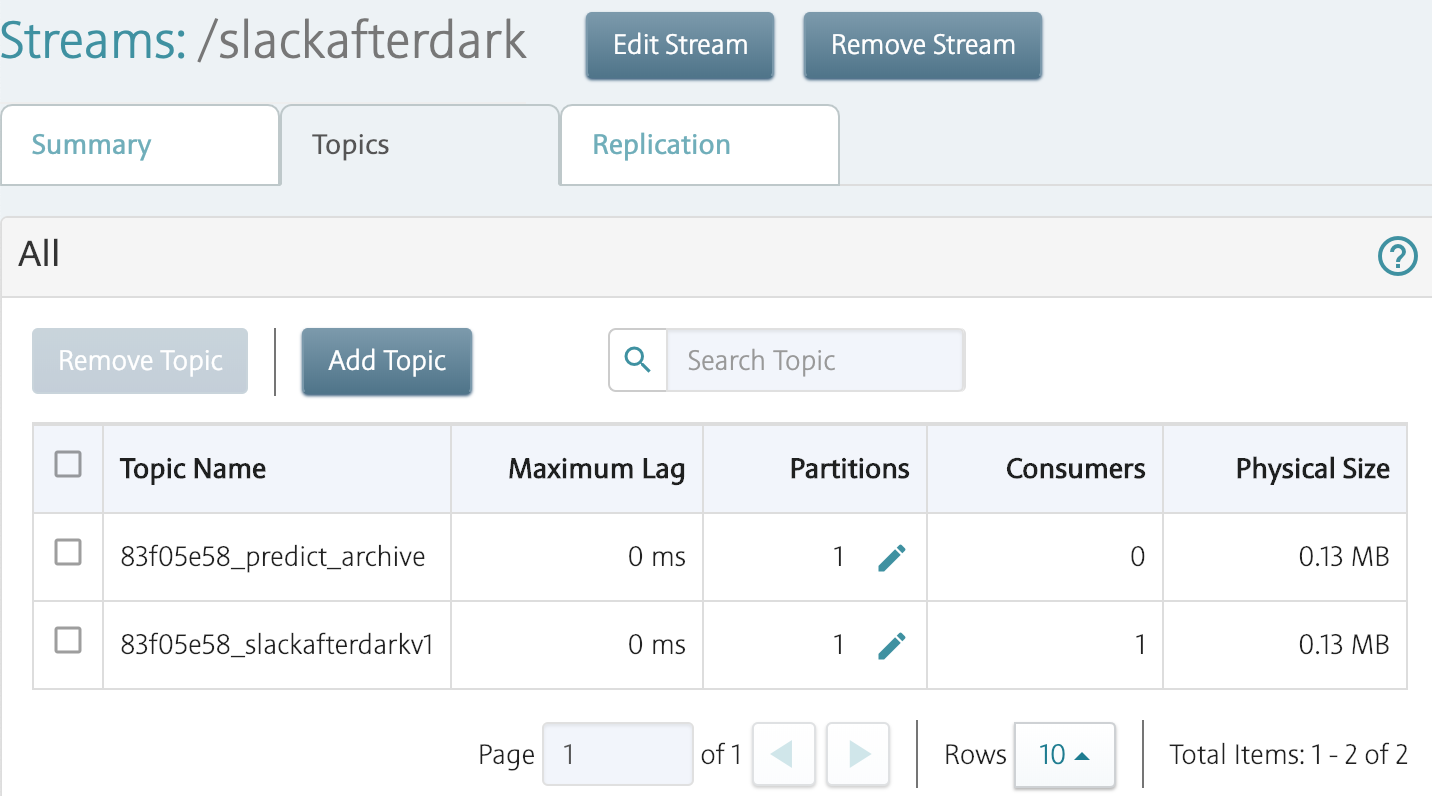 Streams: /slackafterdark Edit Stream Remove Stream
Summary Topics Replication
All ?
Remove Topic Add Topic Search Topic
Topic Name Maximum Lag Partitions Consumers Physical Size
83f05e58_predict_archive 0 ms 1 0 0.13 MB
83f05e58_slackafterdarkv1 0 ms 1 1 0.13 MB
Page 1 of 1 Rows 10 Total Items: 1 - 2 of 2